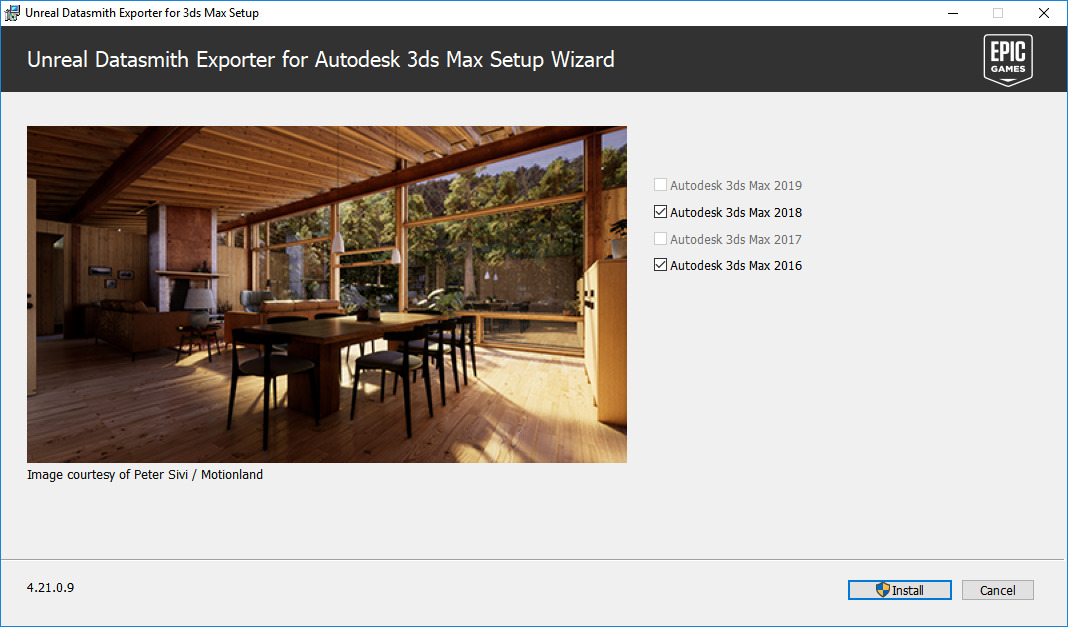 Unreal Datasmith Exporter for 3ds Max Setup
Unreal Datasmith Exporter for Autodesk 3ds Max Setup Wizard
EPIC
GAMES
Autodesk 3ds Max 2019
Autodesk 3ds Max 2018
Autodesk 3ds Max 2017
Autodesk 3ds Max 2016
Image courtesy of Peter Sivi / Motionland
4.21.0.9
Install
Cancel